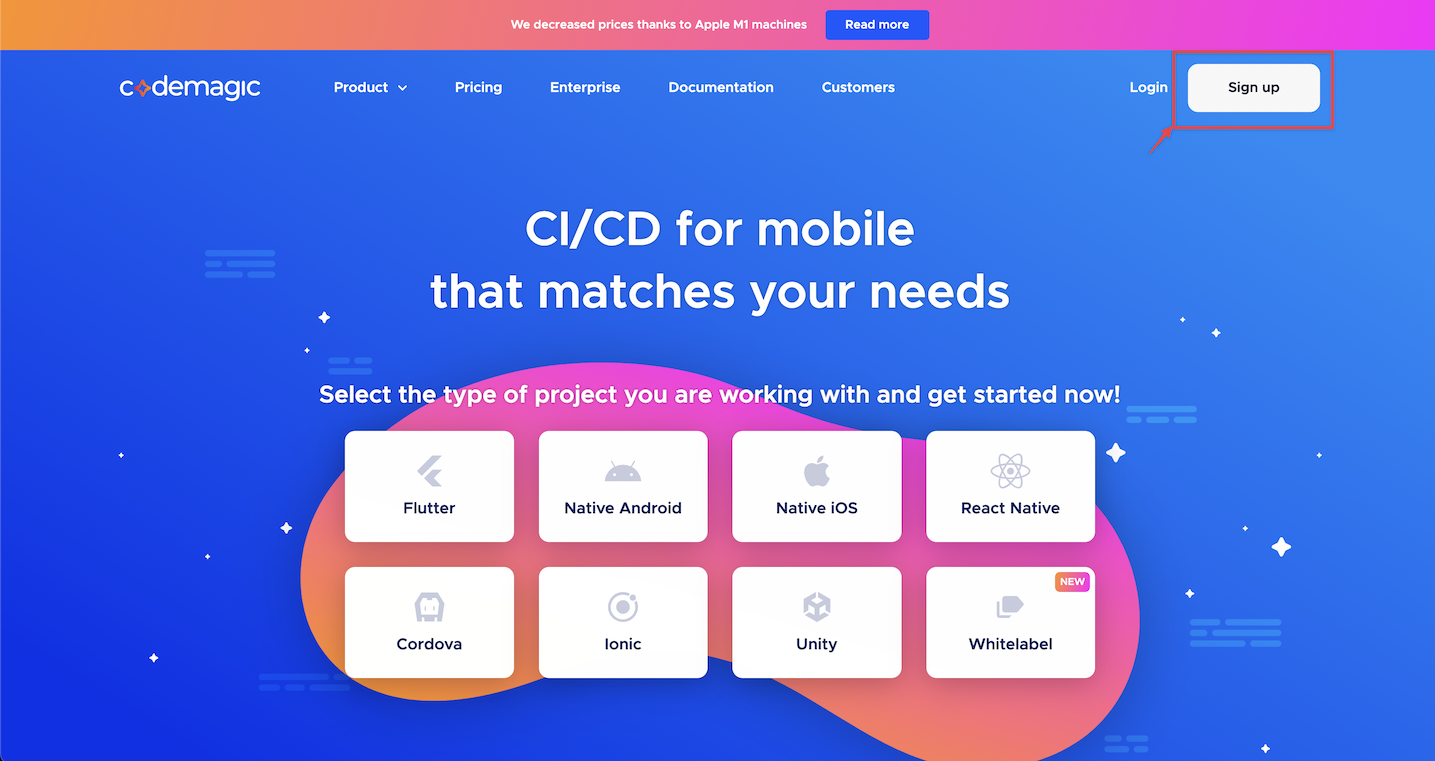 We decreased prices thanks to Apple M1 machines
Read more
codemagic
Product
Pricing
Enterprise
Documentation
Customers
Login
Sign up
CI/CD for mobile
that matches your needs
Select the type of project you are working with and get started now!
Flutter
Native Android
Native iOS
React Native
NEW
Cordova
Ionic
Unity
Whitelabel